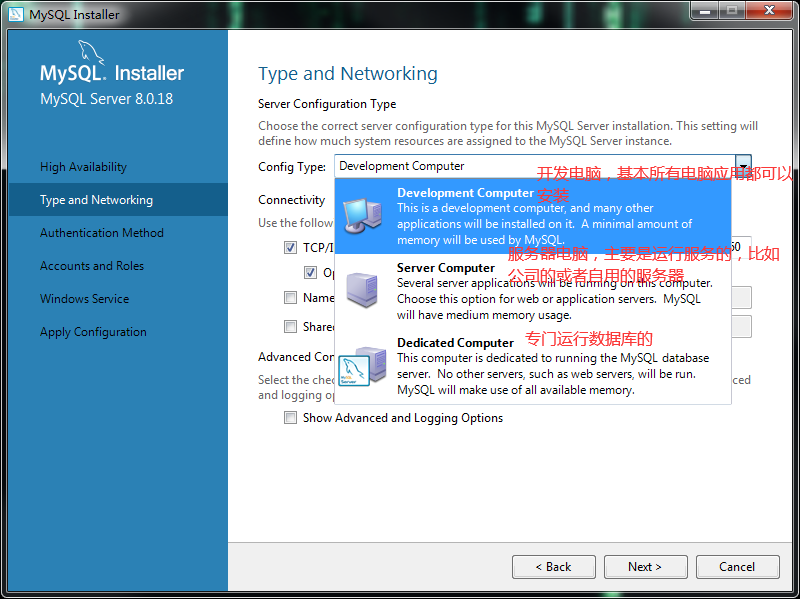 MySQL Installer
MySQL. Installer
MySQL Server 8.0.18
High Availability
Type and Networking
Authentication Method
Accounts and Roles
Windows Service
Apply Configuration
Type and Networking
Server Configuration Type
Choose the correct server configuration type for this MySQL Server installation. This setting will
define how much system resources are assigned to the MySQL Server instance.
Config Type:
Development Computer
开发电脑，基本所有电脑应用都可以
安装
Development Computer
This is a development computer, and many other
applications will be installed on it. A minimal amount of
memory will be used by MySQL.
服务器电脑，主要是运行服务的，比如
公司的或者自用的服务器
Server Computer
Several server applications will be running on this computer.
Choose this option for web or application servers. MySQL
will have medium memory usage.
专门运行数据库的
Dedicated Computer
This computer is dedicated to running the MySQL database
server. No other servers, such as web servers, will be run.
MySQL will make use of all available memory.
Connectivity
Use the follow
TCP/I
Op
Name
Share
Advanced Con
Select the che
and logging op
Show Advanced and Logging Options
< Back
Next >
Cancel